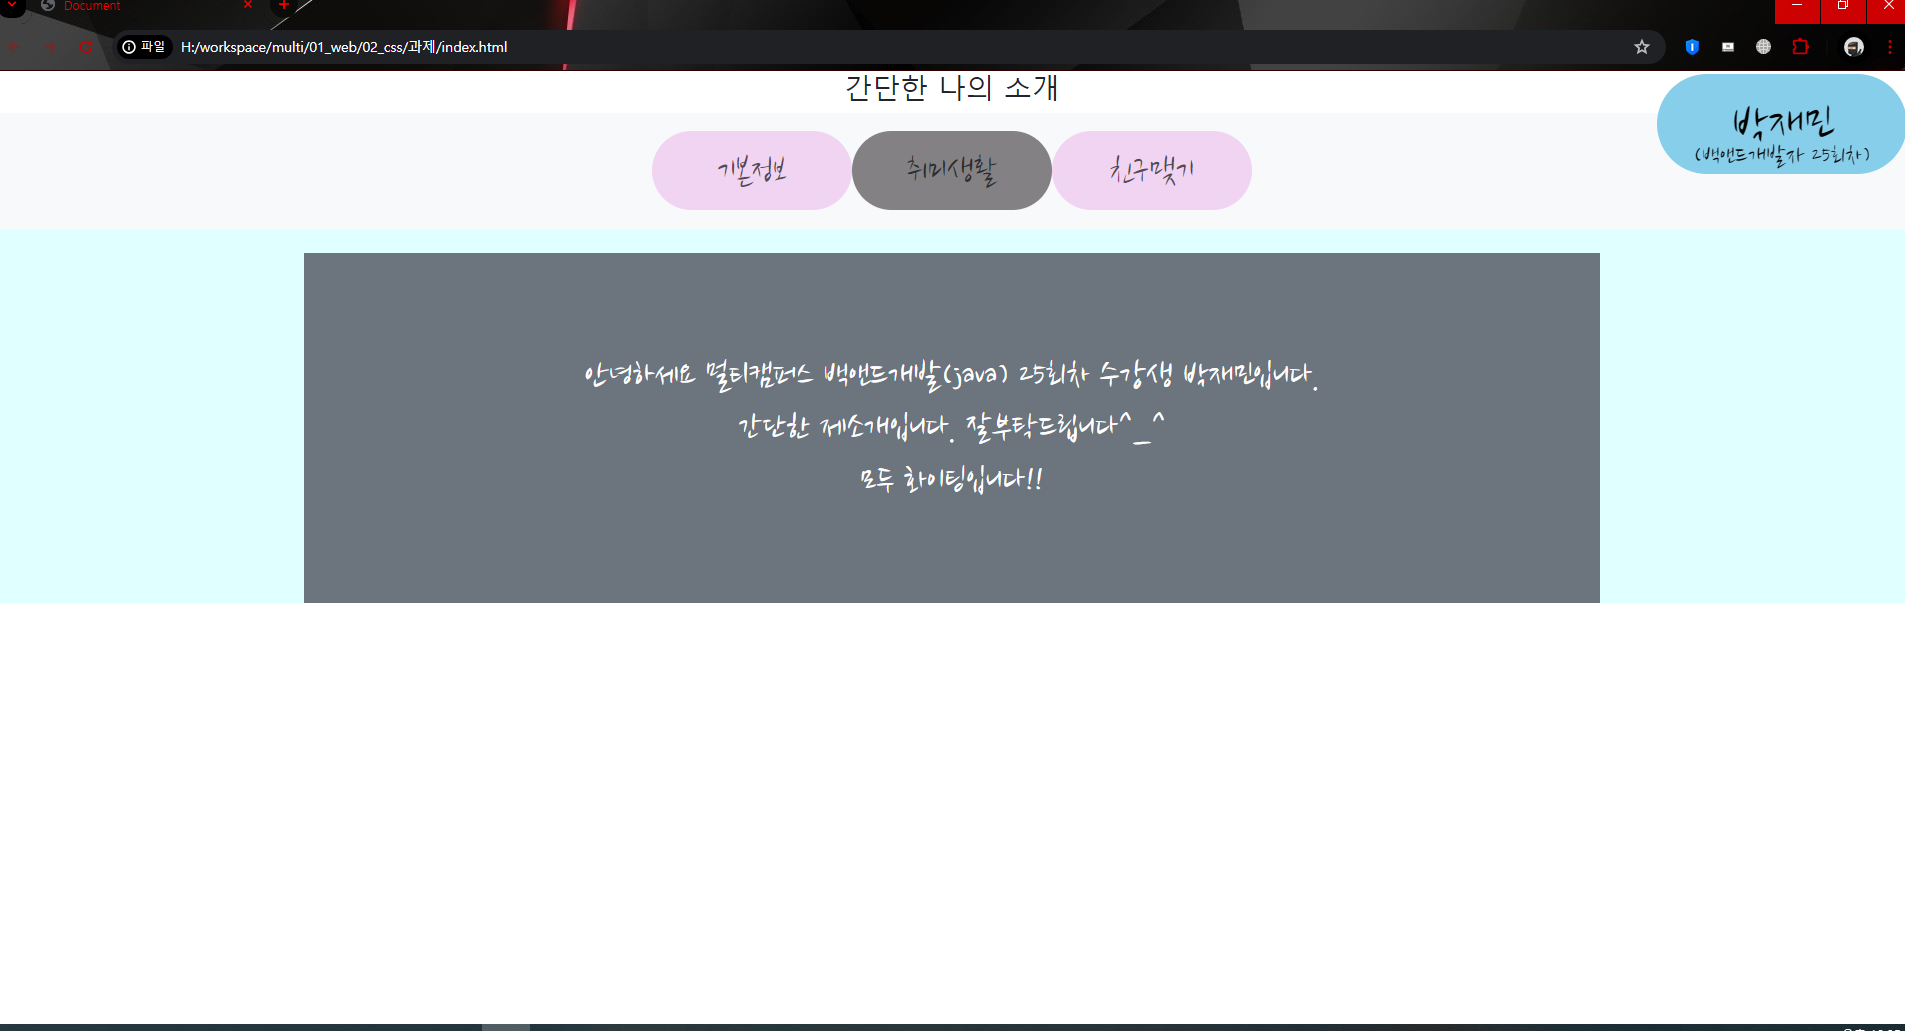 Document
파일
H:/workspace/multi/01_web/02_css/과제/index.html
간단한 나의 소개
박재민
(백앤드개발자 25회차)
기본정보
취미생활
친구맺기
안녕하세요 멀티캠퍼스 백앤드개발(java) 25회차 수강생 박재민입니다.
간단한 제소개입니다. 잘부탁드립니다^_^
모두 화이팅입니다!!